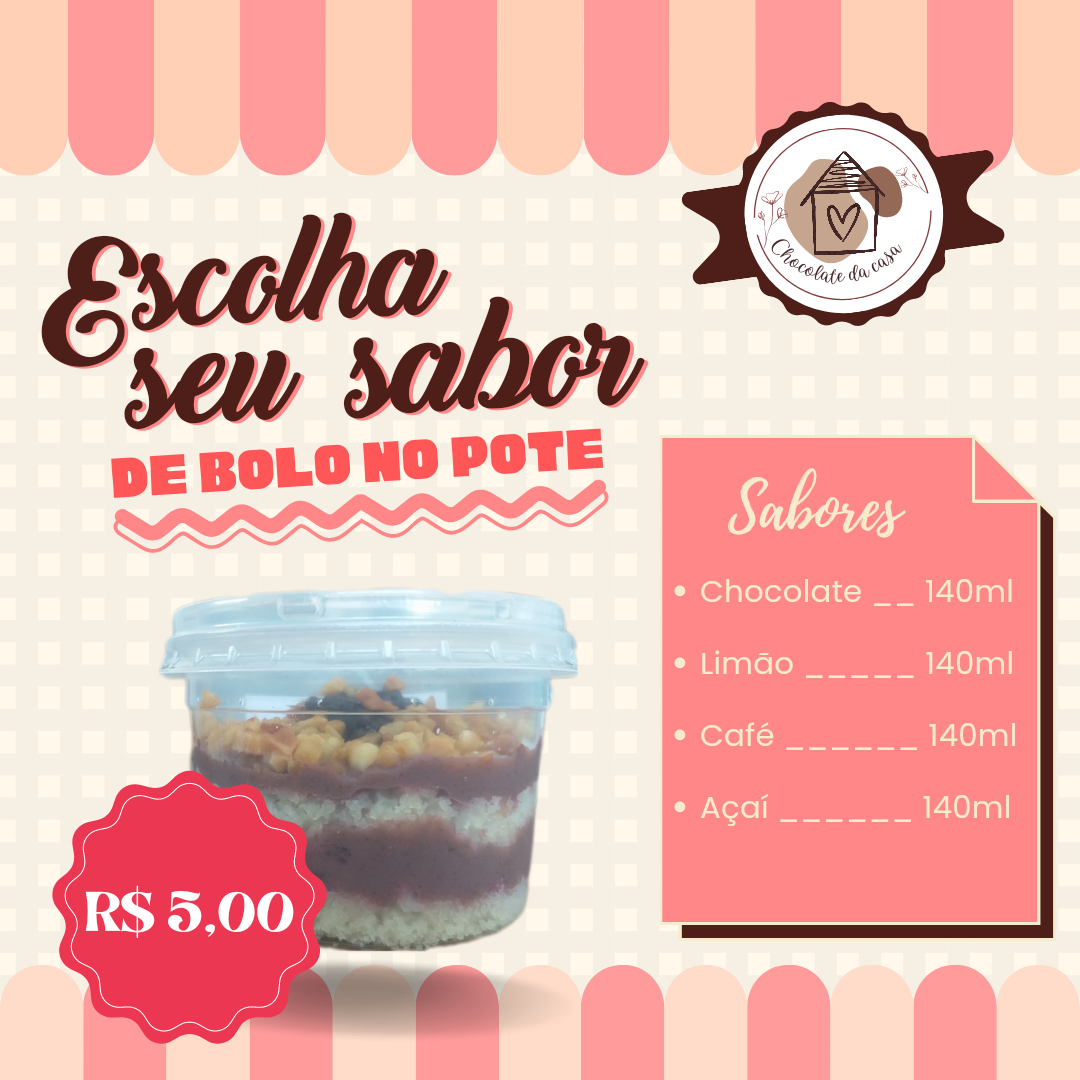 Chocolate da casa
Escolha
seu sabor
DE BOLO NO POTE
Sabores
• Chocolate __ 140ml
• Limão _____ 140ml
• Café ______ 140ml
• Açaí ______ 140ml
R$ 5,00